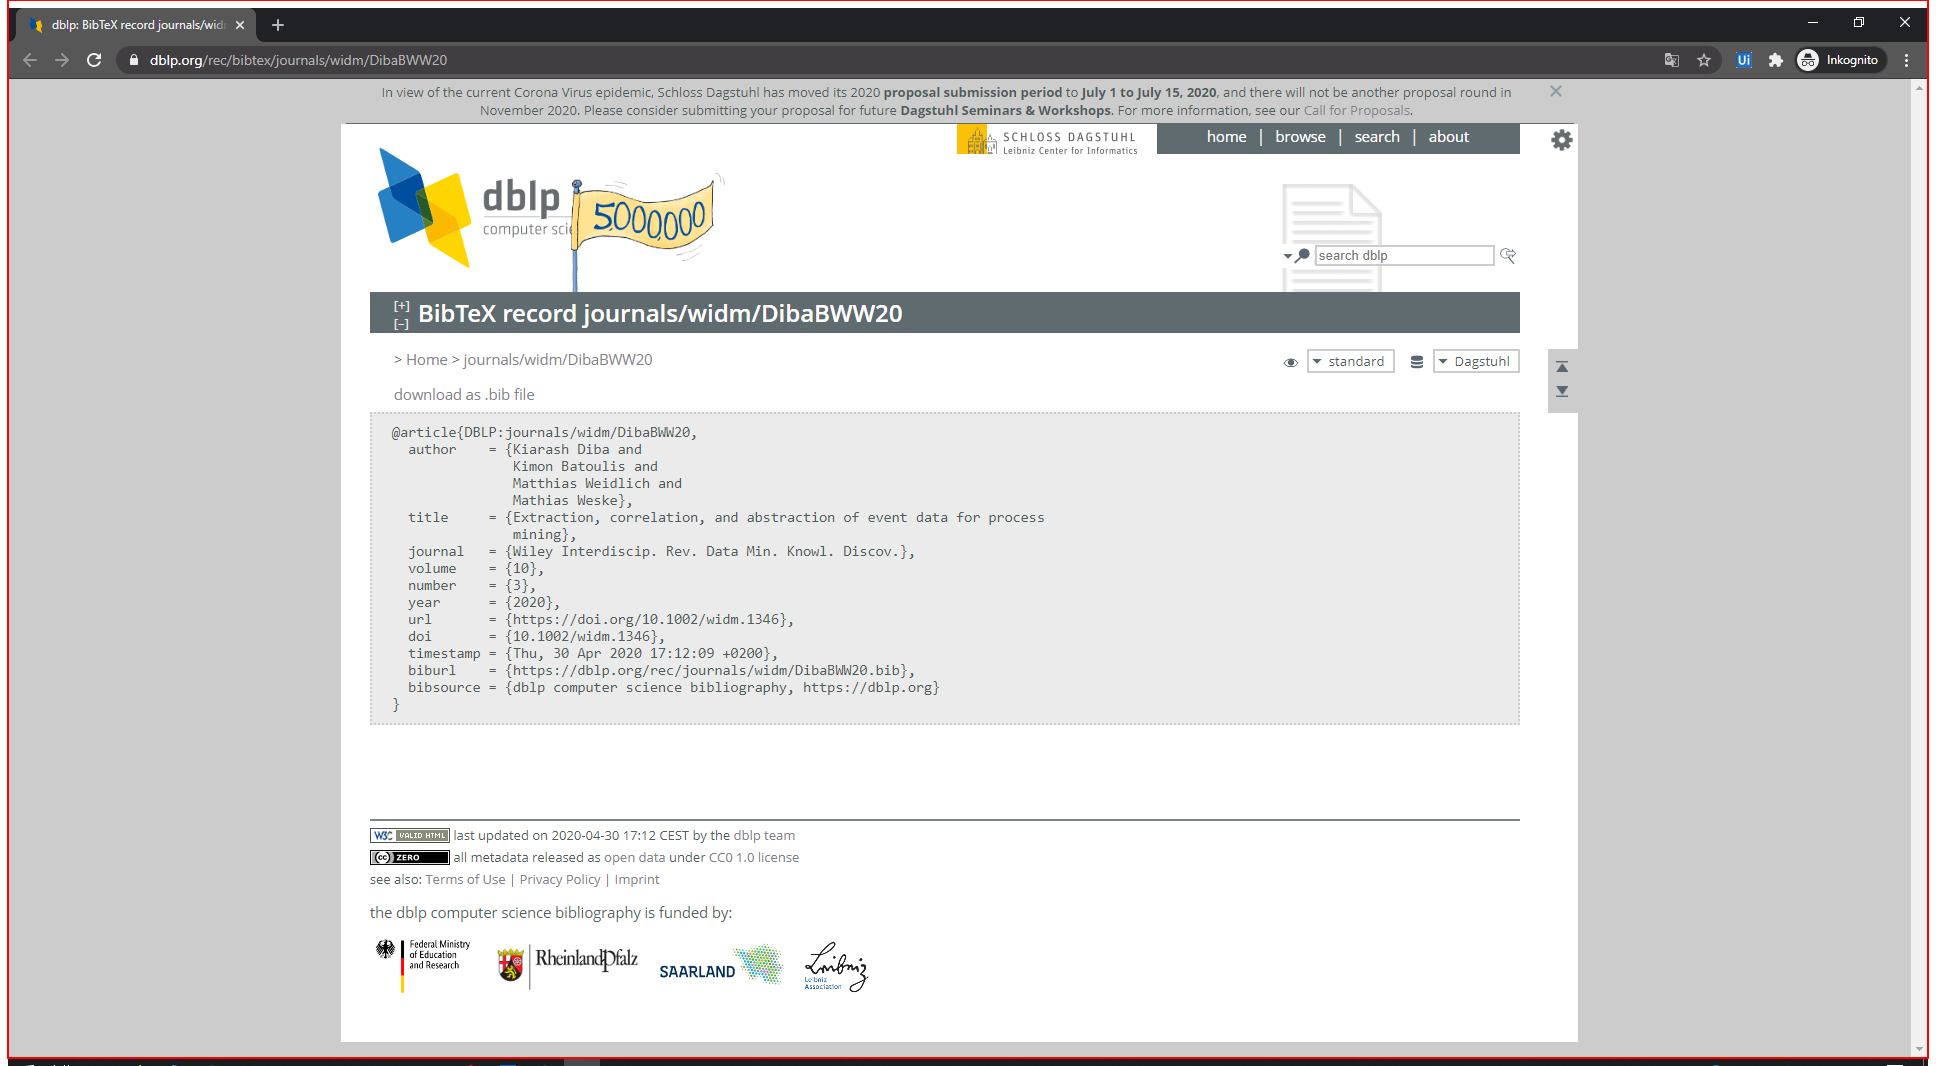 dblp: BibTeX record journals/wid
dblp.org/rec/bibtex/journals/widm/DibaBWW20
Ui
Inkognito
In view of the current Corona Virus epidemic, Schloss Dagstuhl has moved its 2020 proposal submission period to July 1 to July 15, 2020, and there will not be another proposal round in
November 2020. Please consider submitting your proposal for future Dagstuhl Seminars & Workshops. For more information, see our Call for Proposals.
SCHLOSS DAGSTUHL
Leibniz Center for Informatics
home | browse | search | about
dblp
computer scie
5,000,000
search dblp
[+]
[–]
BibTeX record journals/widm/DibaBWW20
> Home > journals/widm/DibaBWW20
standard
Dagstuhl
download as .bib file
@article{DBLP:journals/widm/DibaBWW20,
  author    = {Kiarash Diba and
               Kimon Batoulis and
               Matthias Weidlich and
               Mathias Weske},
  title     = {Extraction, correlation, and abstraction of event data for process
               mining},
  journal   = {Wiley Interdiscip. Rev. Data Min. Knowl. Discov.},
  volume    = {10},
  number    = {3},
  year      = {2020},
  url       = {https://doi.org/10.1002/widm.1346},
  doi       = {10.1002/widm.1346},
  timestamp = {Thu, 30 Apr 2020 17:12:09 +0200},
  biburl    = {https://dblp.org/rec/journals/widm/DibaBWW20.bib},
  bibsource = {dblp computer science bibliography, https://dblp.org}
}
W3C VALID HTML last updated on 2020-04-30 17:12 CEST by the dblp team
(cc) ZERO all metadata released as open data under CC0 1.0 license
see also: Terms of Use | Privacy Policy | Imprint
the dblp computer science bibliography is funded by:
Federal Ministry
of Education
and Research
RheinlandPfalz
SAARLAND
Leibniz
Leibniz
Association